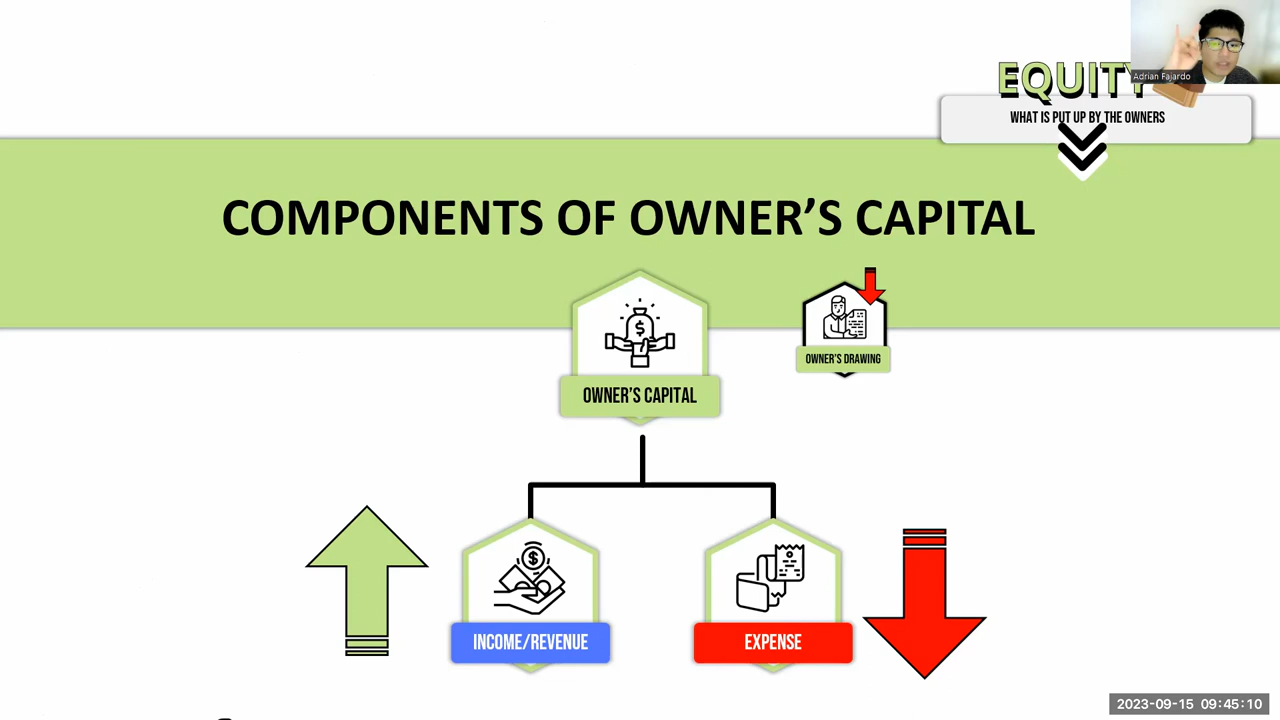 Adrian Fajardo
EQUITY
WHAT IS PUT UP BY THE OWNERS
COMPONENTS OF OWNER'S CAPITAL
OWNER'S DRAWING
OWNER'S CAPITAL
INCOME/REVENUE
EXPENSE
2023-09-15 09:45:10